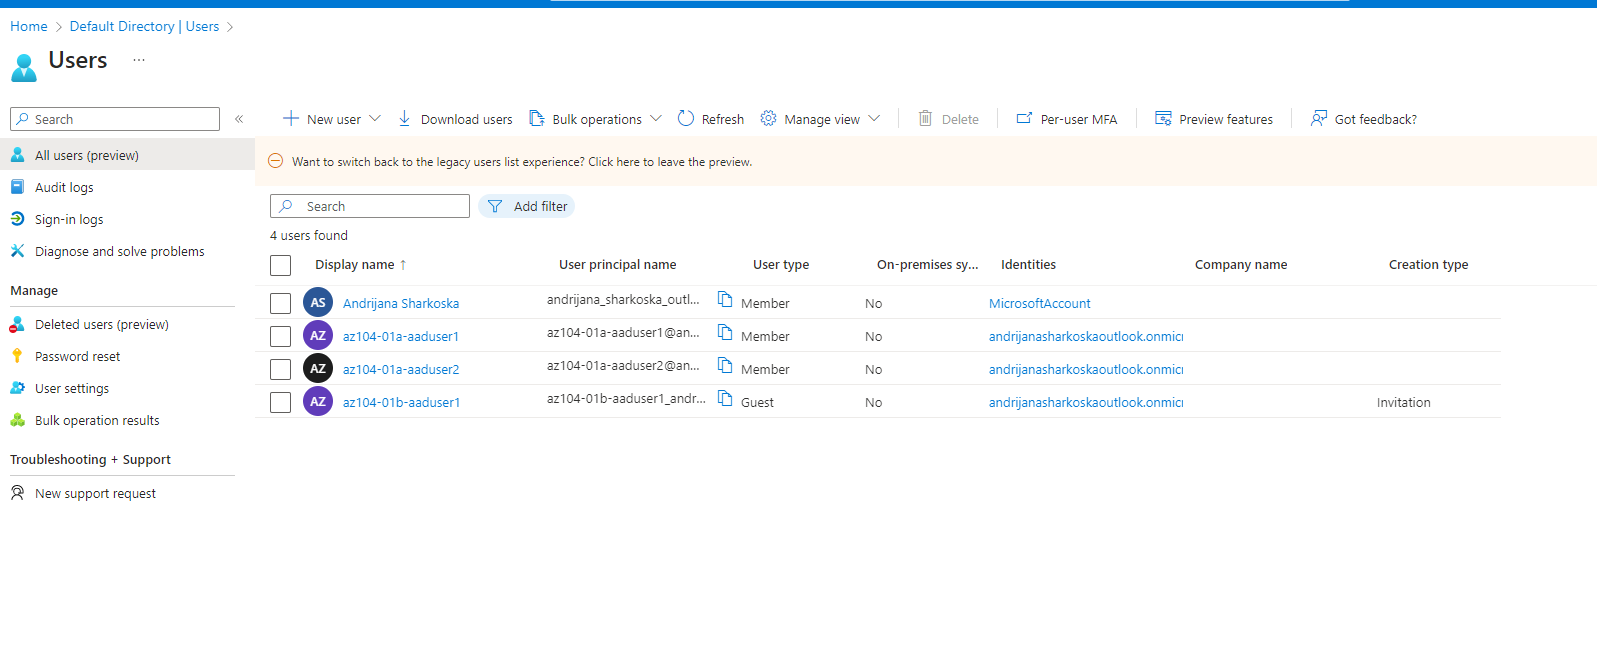 Home > Default Directory | Users >
Users ...
Search «
New user Download users Bulk operations Refresh Manage view Delete Per-user MFA Preview features Got feedback?
All users (preview)
Audit logs
Sign-in logs
Diagnose and solve problems
Manage
Deleted users (preview)
Password reset
User settings
Bulk operation results
Troubleshooting + Support
New support request
Want to switch back to the legacy users list experience? Click here to leave the preview.
Search Add filter
4 users found
Display name ↑ User principal name User type On-premises sy... Identities Company name Creation type
AS Andrijana Sharkoska andrijana_sharkoska_outl... Member No MicrosoftAccount
AZ az104-01a-aaduser1 az104-01a-aaduser1@an... Member No andrijanasharkoskaoutlook.onmicr
AZ az104-01a-aaduser2 az104-01a-aaduser2@an... Member No andrijanasharkoskaoutlook.onmicr
AZ az104-01b-aaduser1 az104-01b-aaduser1_andr... Guest No andrijanasharkoskaoutlook.onmicr Invitation